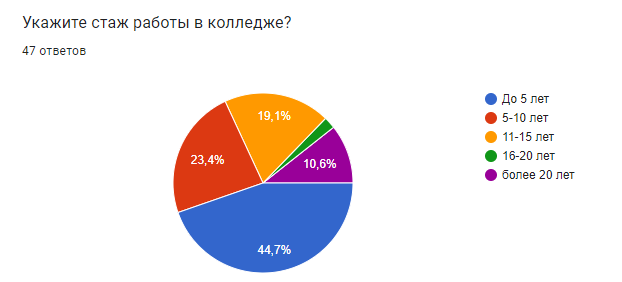 Укажите стаж работы в колледже?
47 ответов
До 5 лет
5-10 лет
11-15 лет
16-20 лет
более 20 лет
19,1%
23,4%
10,6%
44,7%